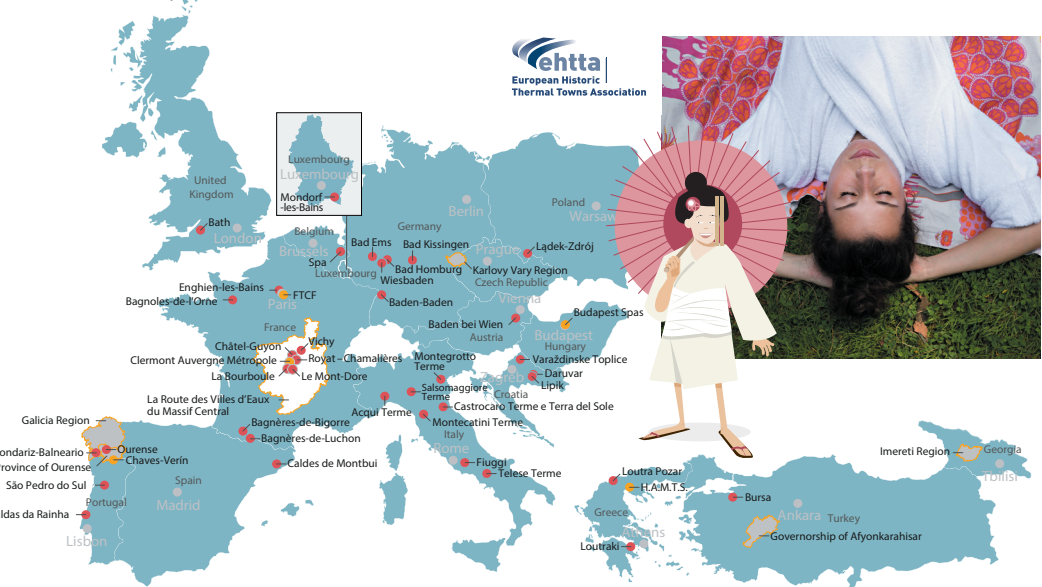 ehtta
European Historic
Thermal Towns Association
Luxembourg
Luxembourg
Mondorf
-les-Bains
United
Kingdom
Bath
London
Belgium
Brussels
Spa
Luxembourg
Berlin
Germany
Bad Ems
Bad Kissingen
Bad Homburg
Wiesbaden
Baden-Baden
Poland
Warsaw
Prague
Lądek-Zdrój
Karlovy Vary Region
Czech Republic
Vienna
Baden bei Wien
Austria
Budapest Spas
Budapest
Hungary
Enghien-les-Bains
FTCF
Paris
Bagnoles-de-l'Orne
France
Châtel-Guyon
Vichy
Clermont Auvergne Métropole
Royat–Chamalières
La Bourboule
Le Mont-Dore
La Route des Villes d'Eaux
du Massif Central
Montegrotto
Terme
Varaždinske Toplice
Zagreb
Daruvar
Lipik
Croatia
Salsomaggiore
Terme
Acqui Terme
Castrocaro Terme e Terra del Sole
Montecatini Terme
Italy
Rome
Fiuggi
Telese Terme
Galicia Region
Bagnères-de-Bigorre
Bagnères-de-Luchon
Caldes de Montbui
ondariz-Balneario
Ourense
rovince of Ourense
Chaves-Verín
São Pedro do Sul
Spain
Madrid
Portugal
ldas da Rainha
Lisbon
Loutra Pozar
H.A.M.T.S.
Greece
Athens
Loutraki
Bursa
Ankara
Turkey
Governorship of Afyonkarahisar
Imereti Region
Georgia
Tbilisi